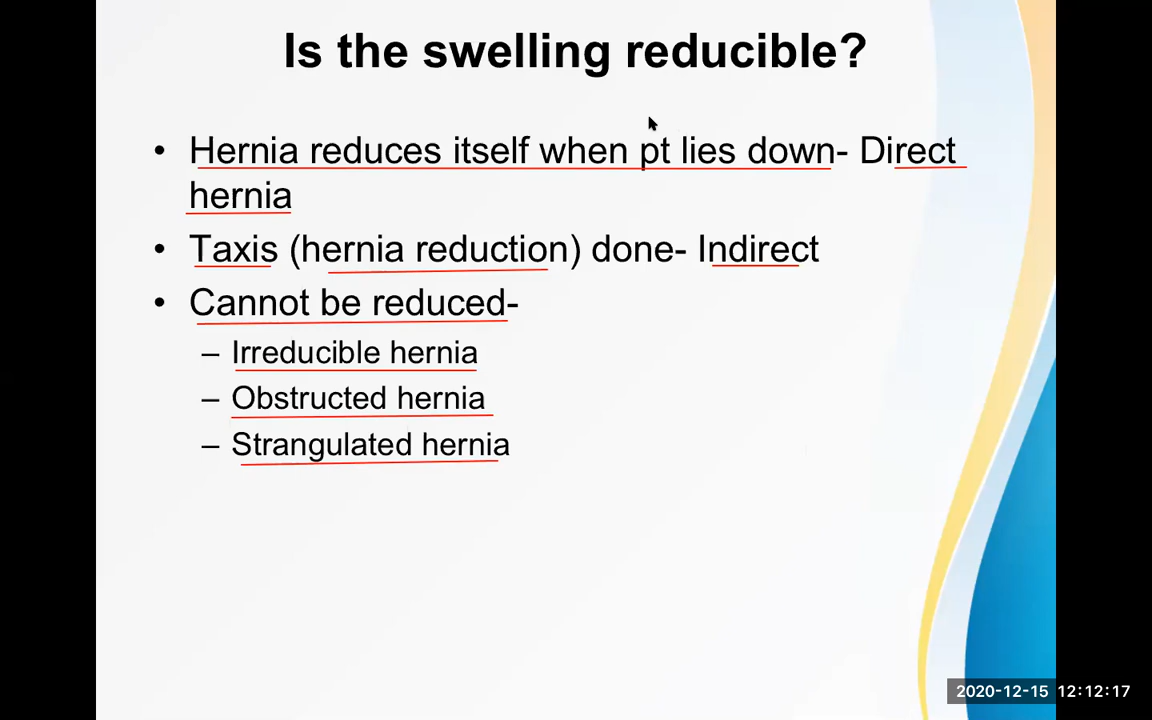 Is the swelling reducible?
• Hernia reduces itself when pt lies down- Direct
hernia
• Taxis (hernia reduction) done- Indirect
• Cannot be reduced-
– Irreducible hernia
– Obstructed hernia
– Strangulated hernia
2020-12-15 12:12:17